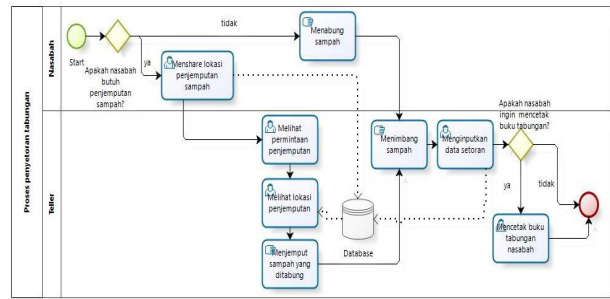 Proses penyetoran tabungan
Nasabah
Teller
Start
Apakah nasabah
butuh
penjemputan
sampah?
tidak
ya
Menabung
sampah
Menshare lokasi
penjemputan
sampah
Melihat
permintaan
penjemputan
Melihat lokasi
penjemputan
Menjemput
sampah yang
ditabung
Database
Menimbang
sampah
Menginputkan
data setoran
Apakah nasabah
ingin mencetak
buku tabungan?
ya
tidak
Mencetak buku
tabungan
nasabah